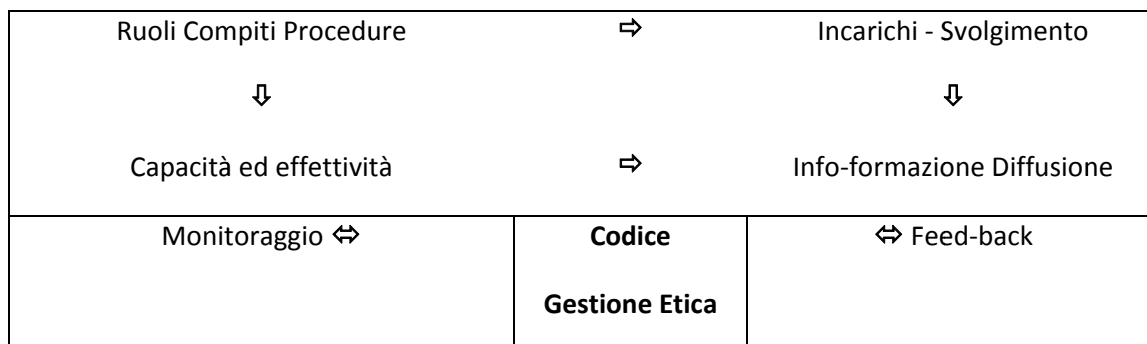 Ruoli Compiti Procedure ⇨ Incarichi - Svolgimento
⇩ ⇩
Capacità ed effettività ⇨ Info-formazione Diffusione
Monitoraggio ⇔ Codice ⇔ Feed-back
Gestione Etica